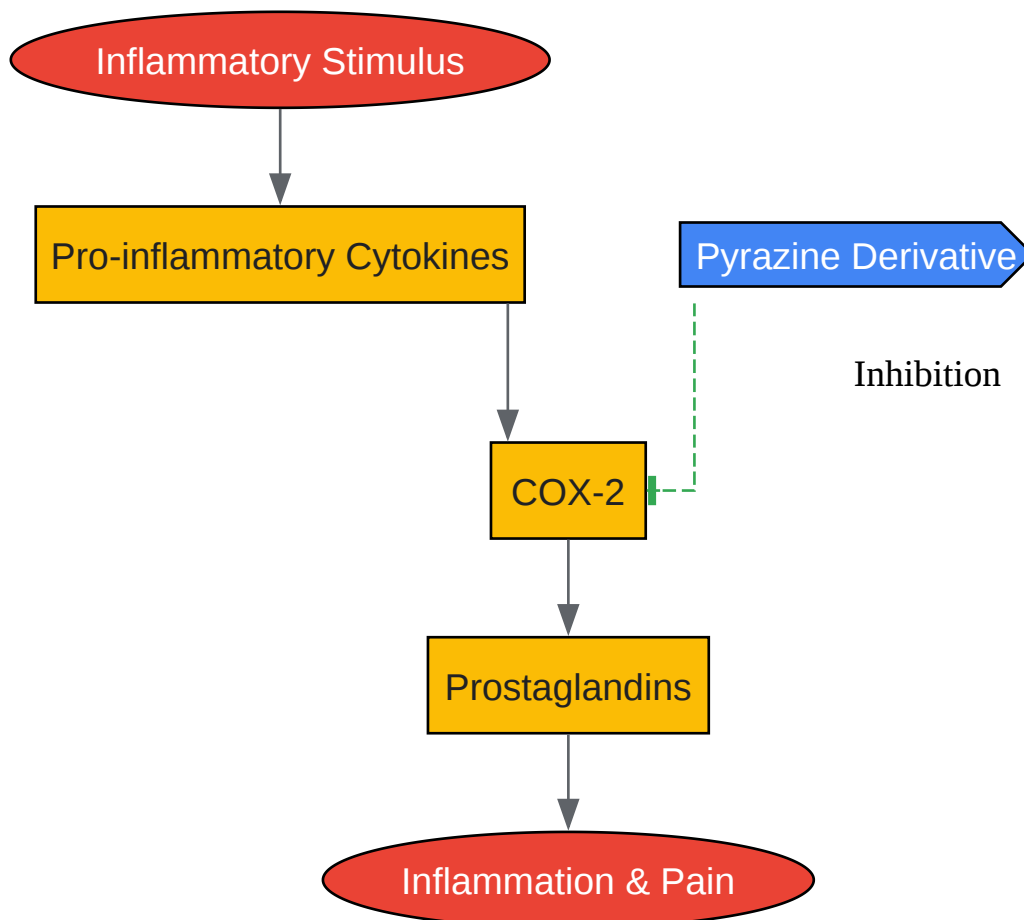 Inflammatory Stimulus
Pro-inflammatory Cytokines
Pyrazine Derivative
Inhibition
COX-2
Prostaglandins
Inflammation & Pain